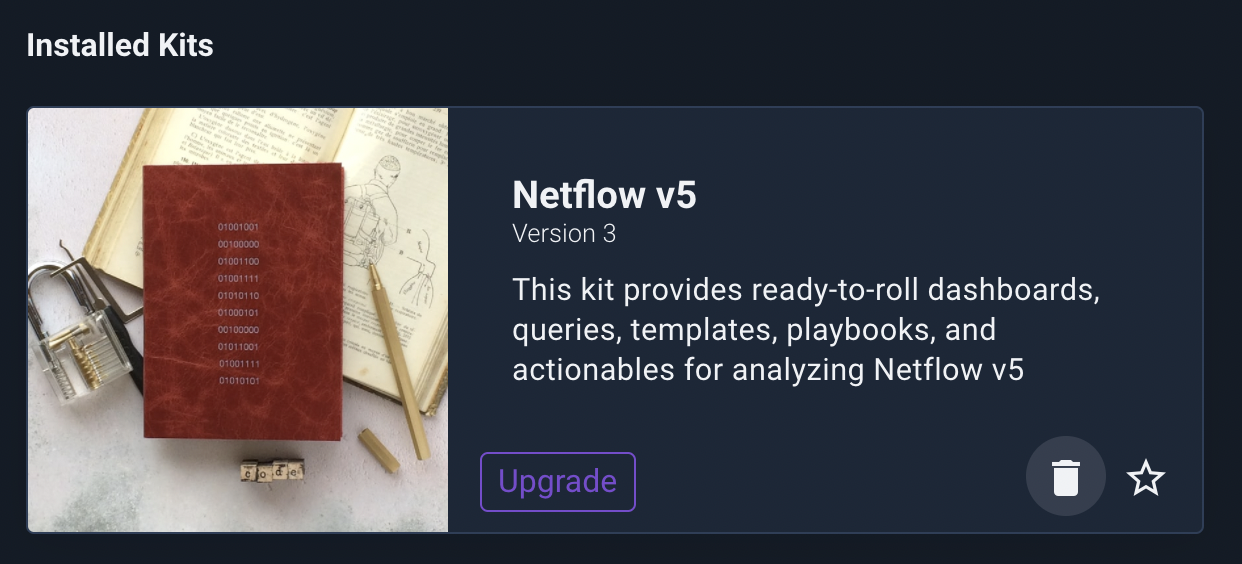 Installed Kits
01001001
00100000
01001100
01001111
01010110
01000101
00100000
01011001
01001111
01010101
code
Netflow v5
Version 3
This kit provides ready-to-roll dashboards,
queries, templates, playbooks, and
actionables for analyzing Netflow v5
Upgrade